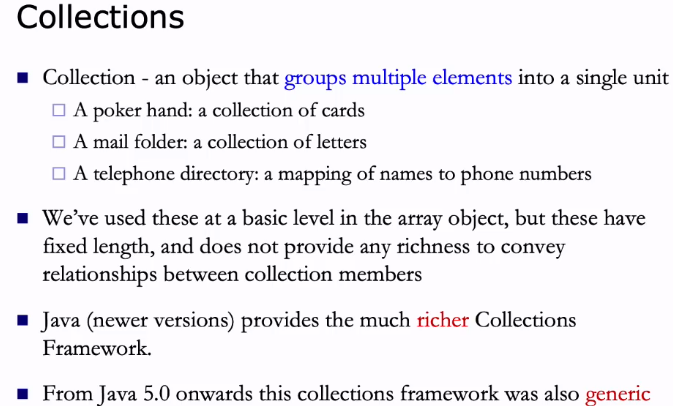 Collections
Collection - an object that groups multiple elements into a single unit
A poker hand: a collection of cards
A mail folder: a collection of letters
A telephone directory: a mapping of names to phone numbers
We've used these at a basic level in the array object, but these have
fixed length, and does not provide any richness to convey
relationships between collection members
Java (newer versions) provides the much richer Collections
Framework.
From Java 5.0 onwards this collections framework was also generic